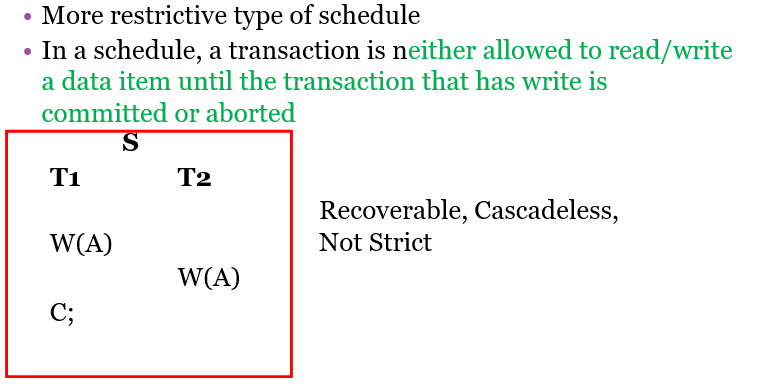 • More restrictive type of schedule
• In a schedule, a transaction is neither allowed to read/write
a data item until the transaction that has write is
committed or aborted
S
T1 T2
Recoverable, Cascadeless,
W(A)
Not Strict
W(A)
C;